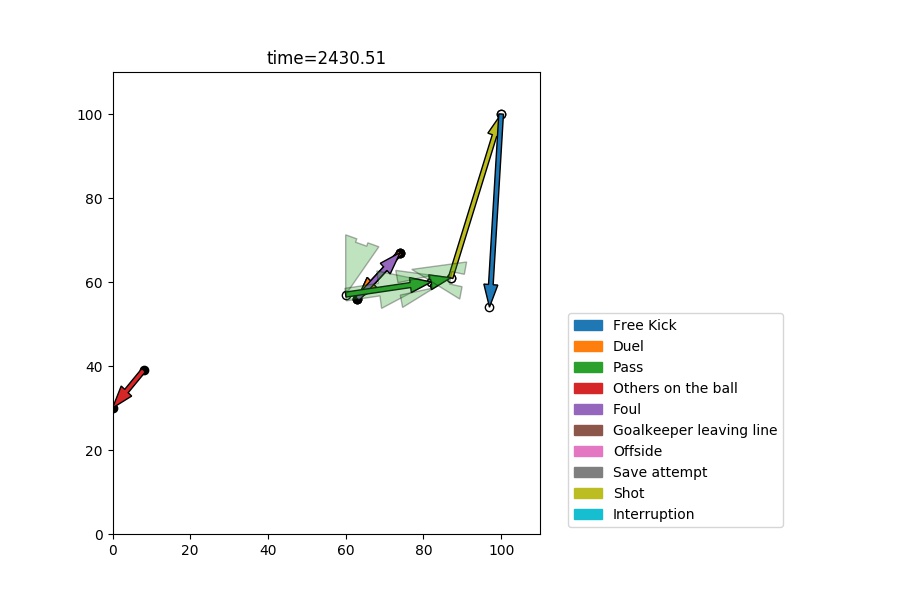 time=2430.51
100
80
60
40
20
0
0 20 40 60 80 100
Free Kick
Duel
Pass
Others on the ball
Foul
Goalkeeper leaving line
Offside
Save attempt
Shot
Interruption